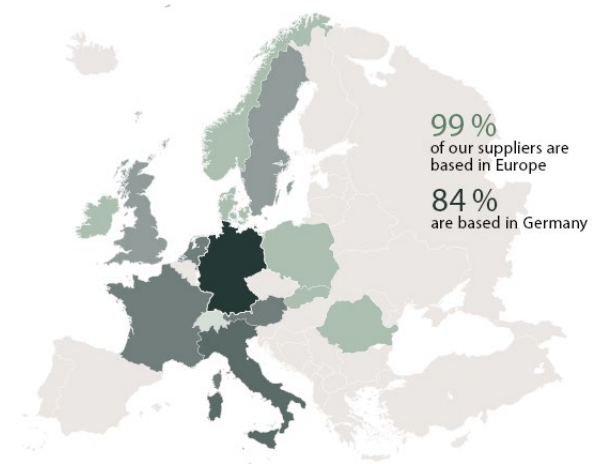 99 %
of our suppliers are
based in Europe
84 %
are based in Germany